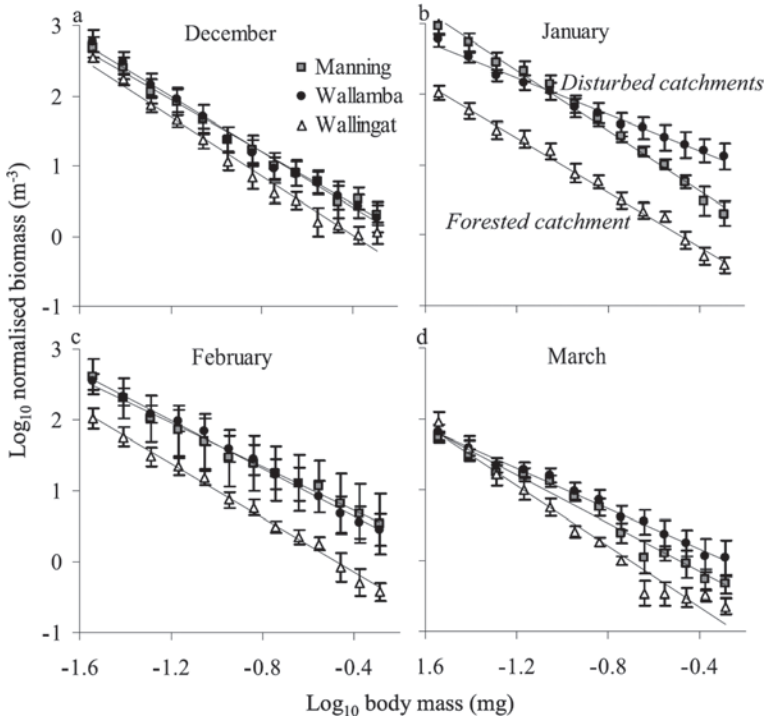 a
December
Manning
Wallamba
Wallingat
b
January
Disturbed catchments
Forested catchment
3
2
1
0
-1
c
February
d
March
3
2
1
0
-1
-1.6 -1.2 -0.8 -0.4
1.6 -1.2 -0.8 -0.4
Log10 normalised biomass (m-3)
Log10 body mass (mg)